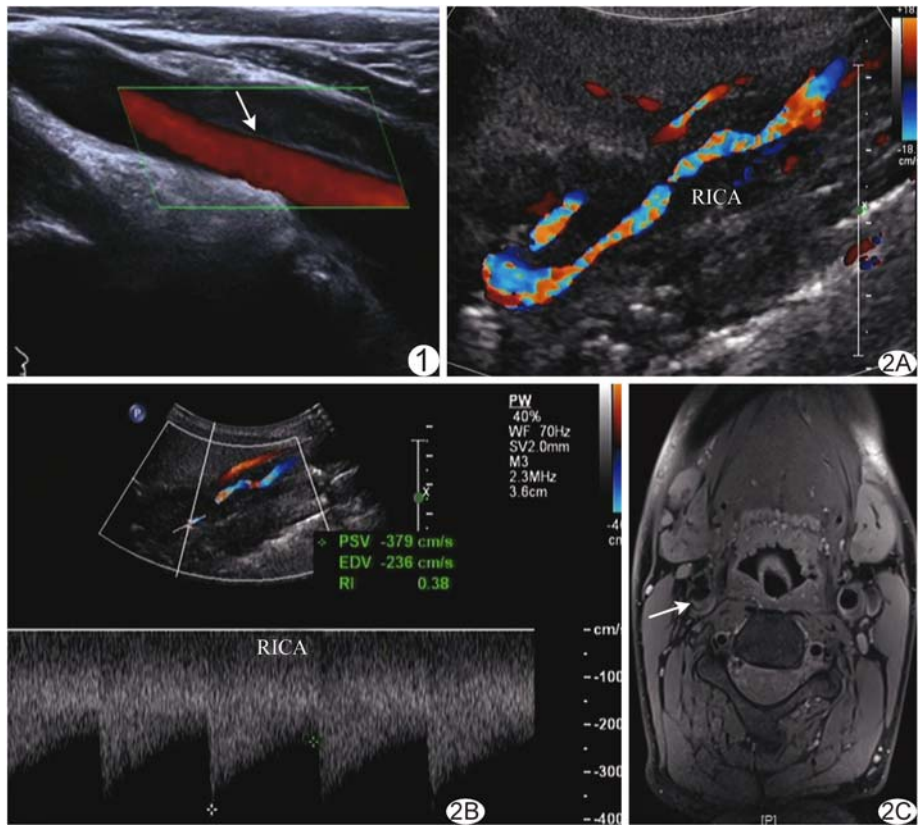 1
+18
-18
cm/s
RICA
2A
P
PW
40%
WF 70Hz
SV2.0mm
M3
2.3MHz
3.6cm
X
PSV -379 cm/s
EDV -236 cm/s
RI 0.38
RICA
cm/s
-100
-200
-300
-400
2B
[P]
2C